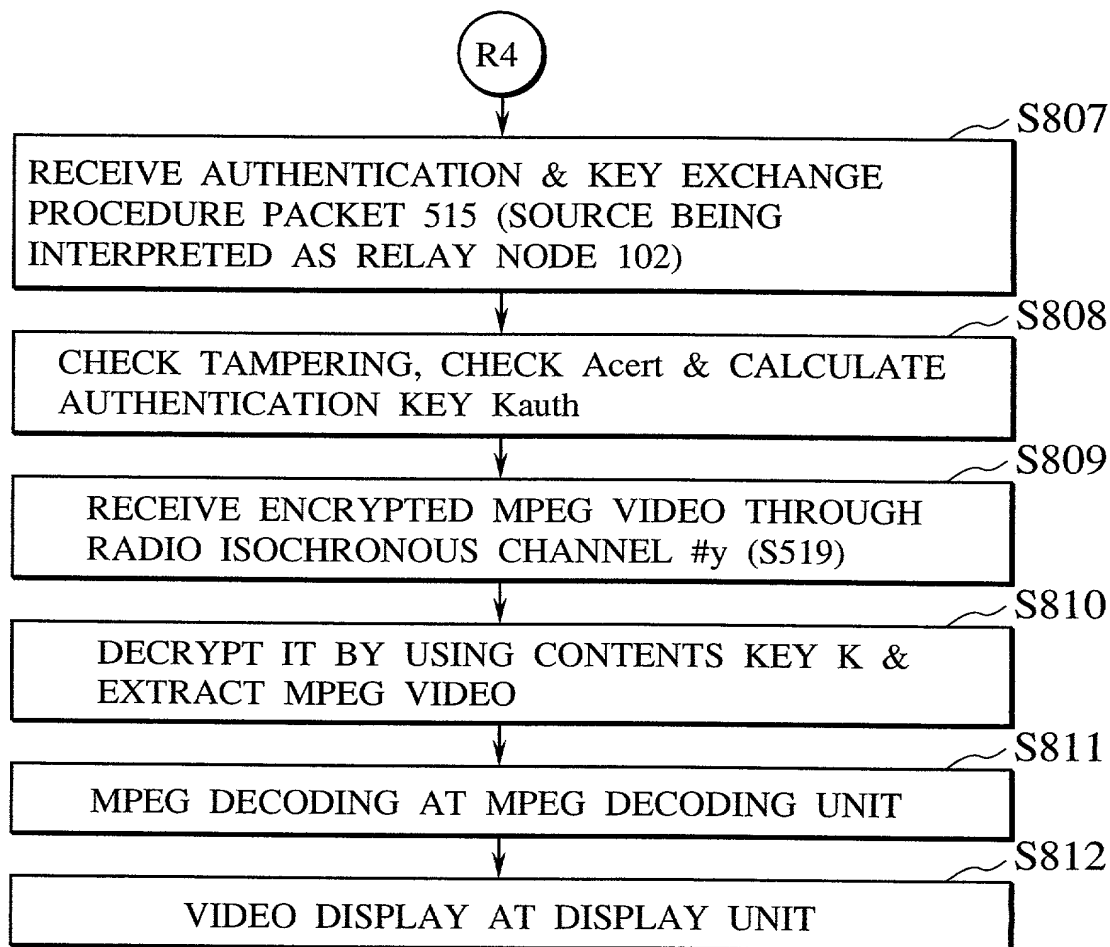 R4
S807
RECEIVE AUTHENTICATION & KEY EXCHANGE
PROCEDURE PACKET 515 (SOURCE BEING
INTERPRETED AS RELAY NODE 102)
S808
CHECK TAMPERING, CHECK Acert & CALCULATE
AUTHENTICATION KEY Kauth
S809
RECEIVE ENCRYPTED MPEG VIDEO THROUGH
RADIO ISOCHRONOUS CHANNEL #y (S519)
S810
DECRYPT IT BY USING CONTENTS KEY K &
EXTRACT MPEG VIDEO
S811
MPEG DECODING AT MPEG DECODING UNIT
S812
VIDEO DISPLAY AT DISPLAY UNIT